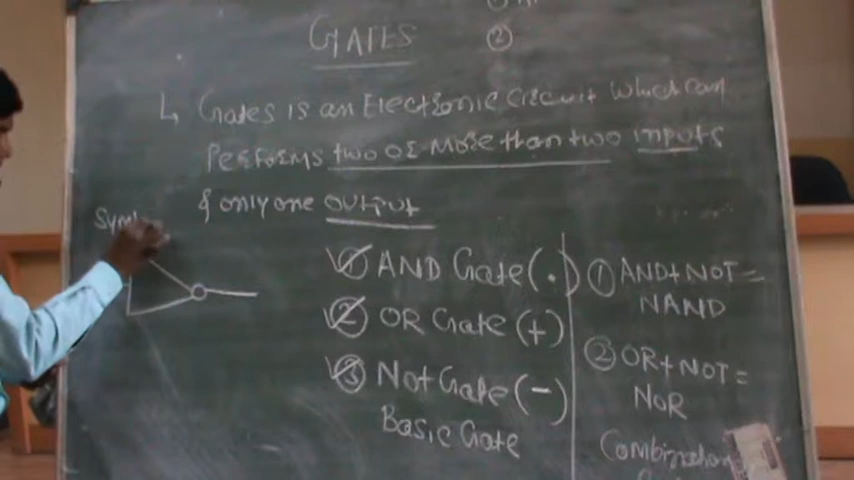 GATES
②
↳ Gates is an Electronic circuit which can
Performs two or more than two inputs
& only one output
Sym
① AND Gate (.)
② OR Gate (+)
③ Not Gate (-)
Basic Gate
① AND + NOT =
NAND
② OR + NOT =
NOR
Combination